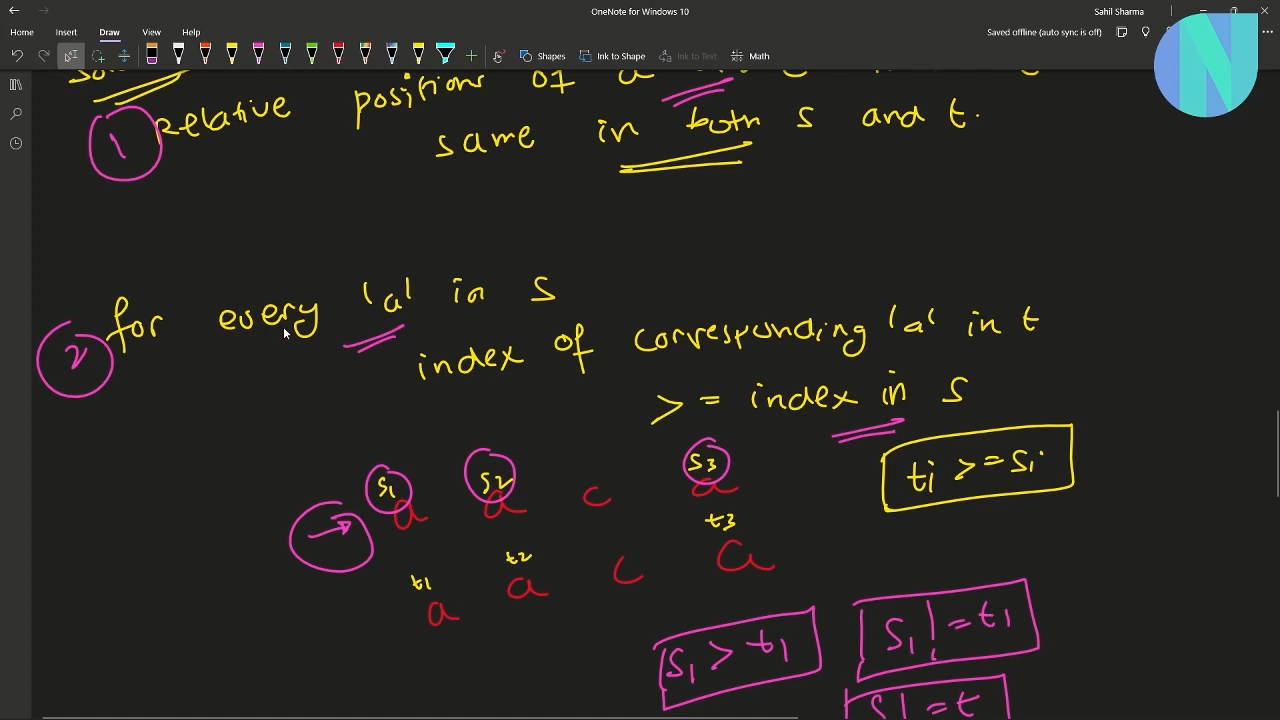 OneNote for Windows 10
Sahil Sharma
Home Insert Draw View Help
Saved offline (auto sync is off)
Shapes Ink to Shape Ink to Text Math
relative positions of a
same in both s and t.
1
for every 'a' in s
2
index of corresponding 'a' in t
>= index in s
ti >= si
s1 s2 s3
a a c a
t1 t2 t3
a a c a
s1 > t1
s1 != t1
s! = t